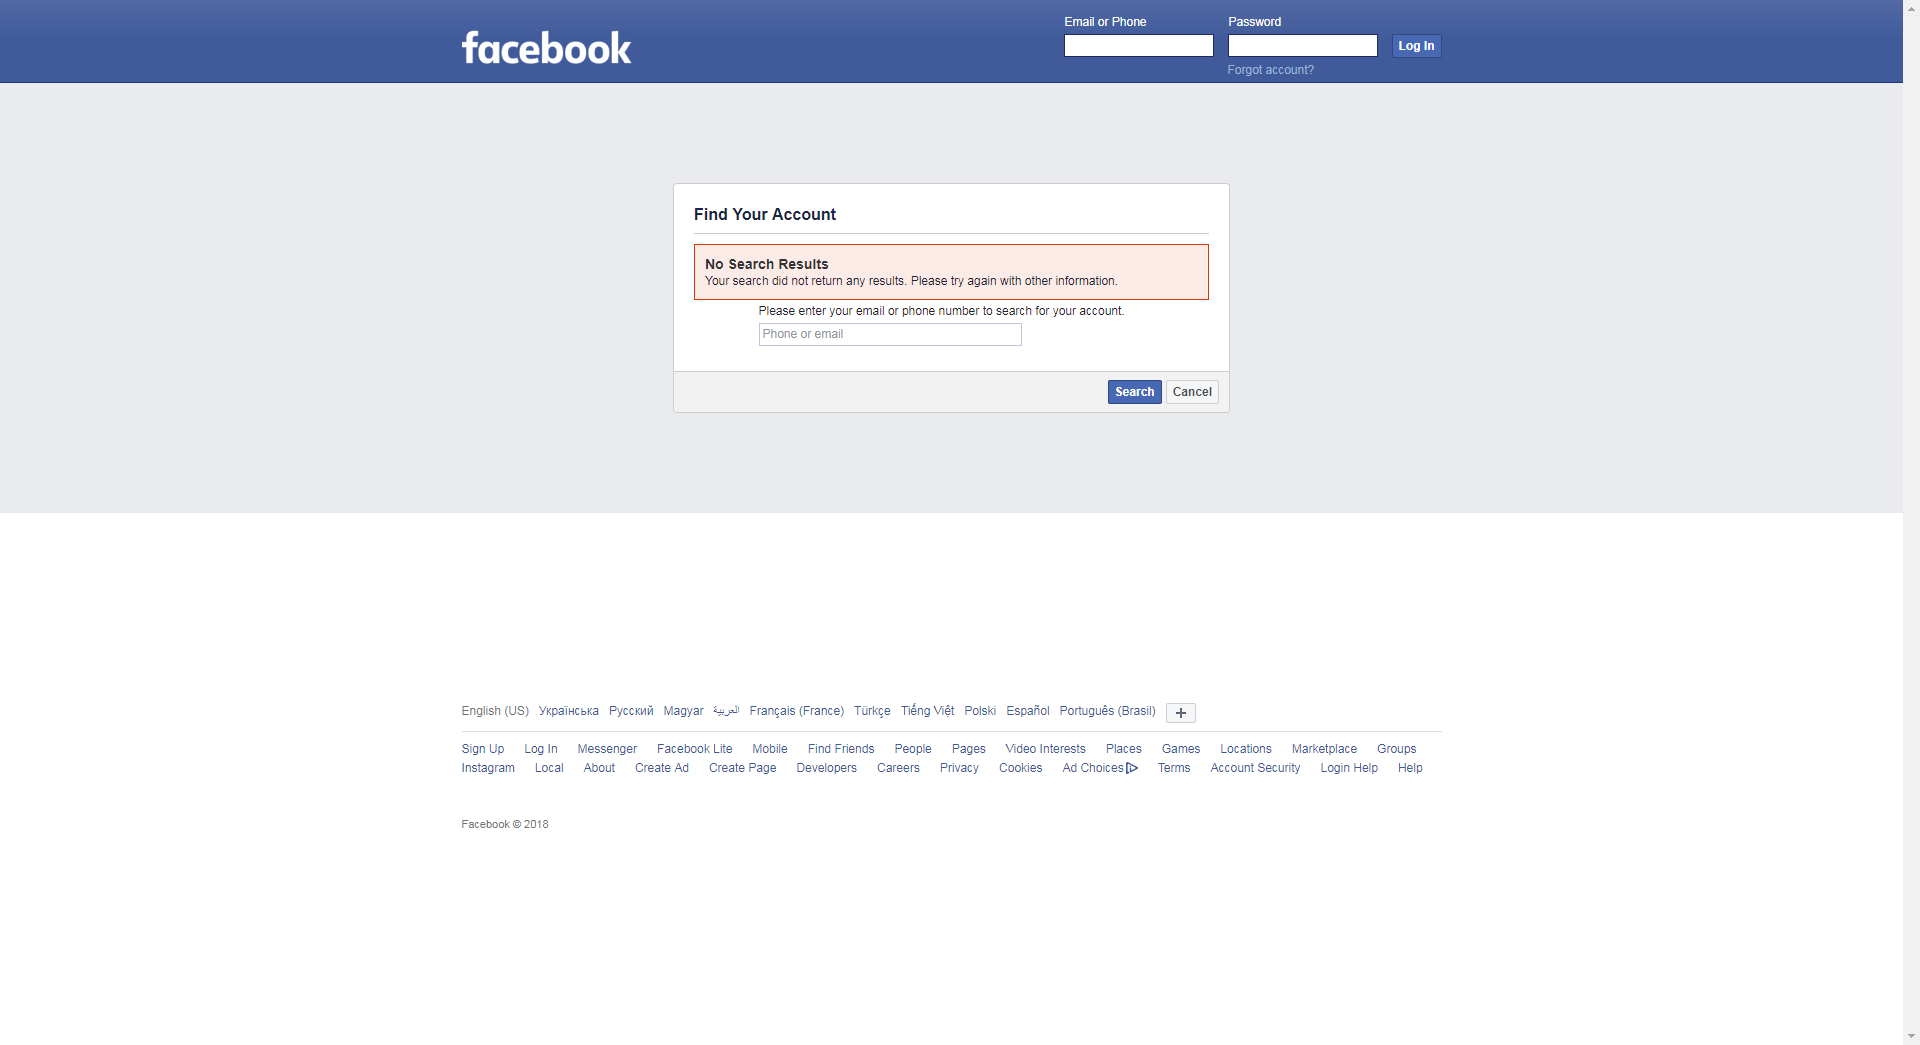 facebook
Email or Phone
Password
Log In
Forgot account?
Find Your Account
No Search Results
Your search did not return any results. Please try again with other information.
Please enter your email or phone number to search for your account.
Phone or email
Search Cancel
English (US) Українська Русский Magyar العربية Français (France) Türkçe Tiếng Việt Polski Español Português (Brasil)
Sign Up Log In Messenger Facebook Lite Mobile Find Friends People Pages Video Interests Places Games Locations Marketplace Groups
Instagram Local About Create Ad Create Page Developers Careers Privacy Cookies Ad Choices Terms Account Security Login Help Help
Facebook © 2018